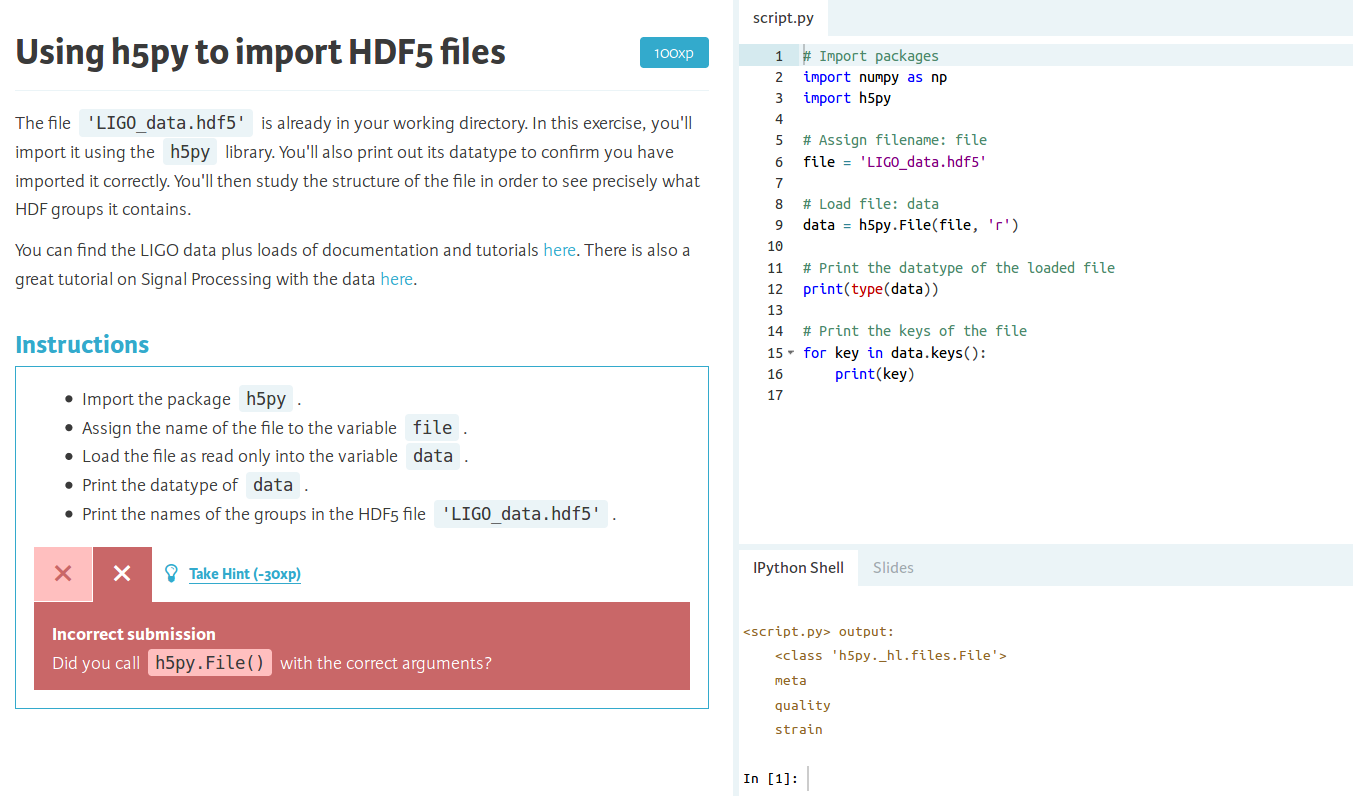 Using h5py to import HDF5 files
100xp
The file 'LIGO_data.hdf5' is already in your working directory. In this exercise, you'll
import it using the h5py library. You'll also print out its datatype to confirm you have
imported it correctly. You'll then study the structure of the file in order to see precisely what
HDF groups it contains.
You can find the LIGO data plus loads of documentation and tutorials here. There is also a
great tutorial on Signal Processing with the data here.
Instructions
• Import the package h5py .
• Assign the name of the file to the variable file .
• Load the file as read only into the variable data .
• Print the datatype of data .
• Print the names of the groups in the HDF5 file 'LIGO_data.hdf5' .
Take Hint (-30xp)
Incorrect submission
Did you call h5py.File() with the correct arguments?
script.py
1 # Import packages
2 import numpy as np
3 import h5py
4
5 # Assign filename: file
6 file = 'LIGO_data.hdf5'
7
8 # Load file: data
9 data = h5py.File(file, 'r')
10
11 # Print the datatype of the loaded file
12 print(type(data))
13
14 # Print the keys of the file
15 for key in data.keys():
16     print(key)
17
IPython Shell Slides
<script.py> output:
    <class 'h5py._hl.files.File'>
    meta
    quality
    strain
In [1]: